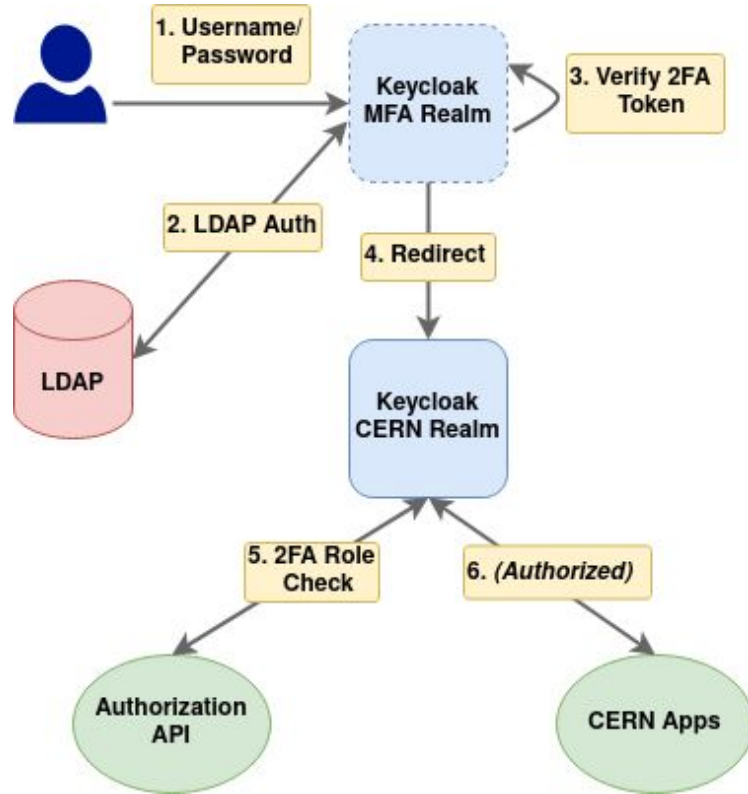 1. Username/
Password
Keycloak
MFA Realm
3. Verify 2FA
Token
2. LDAP Auth
4. Redirect
LDAP
Keycloak
CERN Realm
5. 2FA Role
Check
6. (Authorized)
Authorization
API
CERN Apps